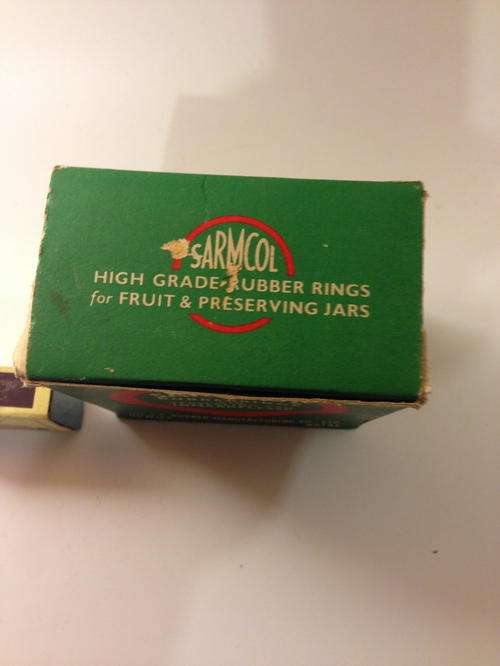 SARMCOL
HIGH GRADE RUBBER RINGS
for FRUIT & PRESERVING JARS